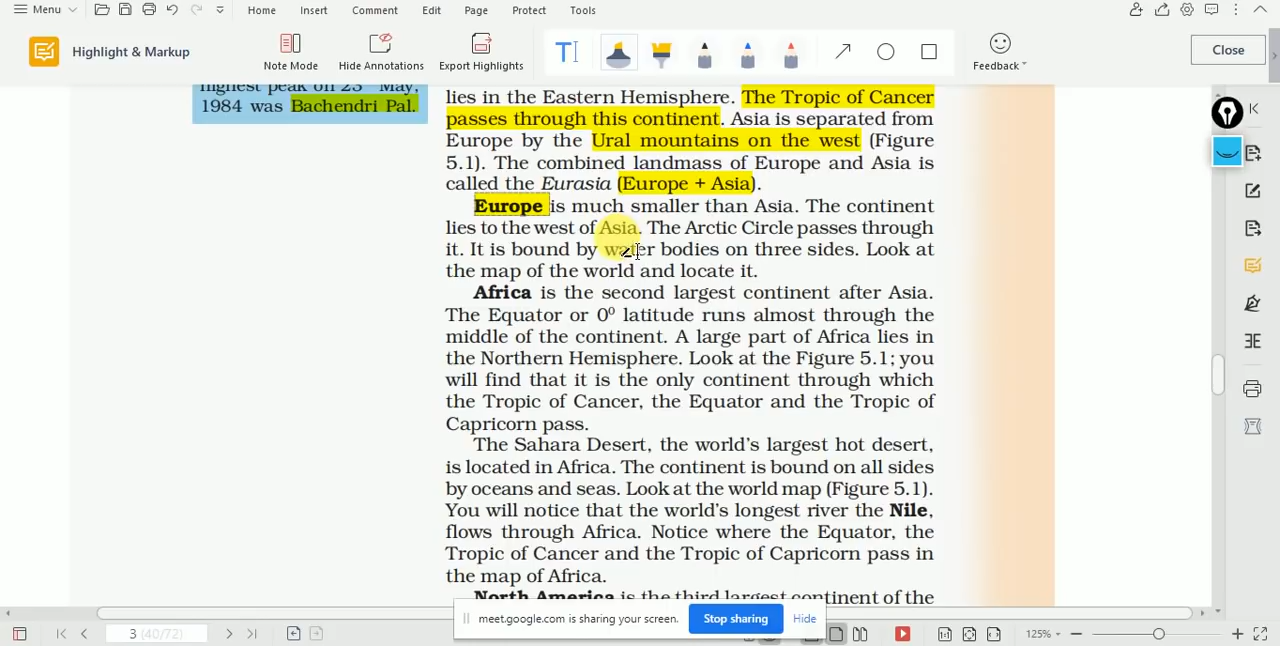 Menu
Home
Insert
Comment
Edit
Page
Protect
Tools
Highlight & Markup
Note Mode
Hide Annotations
Export Highlights
Feedback
Close
highest peak on 23 May,
1984 was Bachendri Pal.
lies in the Eastern Hemisphere. The Tropic of Cancer
passes through this continent. Asia is separated from
Europe by the Ural mountains on the west (Figure
5.1). The combined landmass of Europe and Asia is
called the Eurasia (Europe + Asia).
Europe is much smaller than Asia. The continent
lies to the west of Asia. The Arctic Circle passes through
it. It is bound by water bodies on three sides. Look at
the map of the world and locate it.
Africa is the second largest continent after Asia.
The Equator or 0⁰ latitude runs almost through the
middle of the continent. A large part of Africa lies in
the Northern Hemisphere. Look at the Figure 5.1; you
will find that it is the only continent through which
the Tropic of Cancer, the Equator and the Tropic of
Capricorn pass.
The Sahara Desert, the world's largest hot desert,
is located in Africa. The continent is bound on all sides
by oceans and seas. Look at the world map (Figure 5.1).
You will notice that the world's longest river the Nile,
flows through Africa. Notice where the Equator, the
Tropic of Cancer and the Tropic of Capricorn pass in
the map of Africa.
North America is the third largest continent of the
meet.google.com is sharing your screen.
Stop sharing
Hide
3 (40/72)
125%